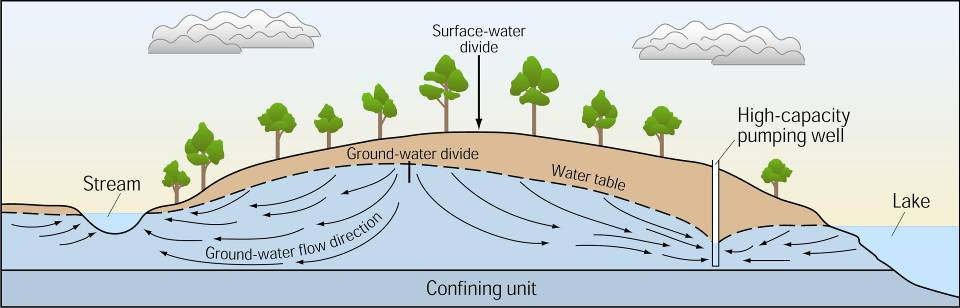 Surface-water
divide
High-capacity
pumping well
Ground-water divide
Water table
Stream
Lake
Ground-water flow direction
Confining unit